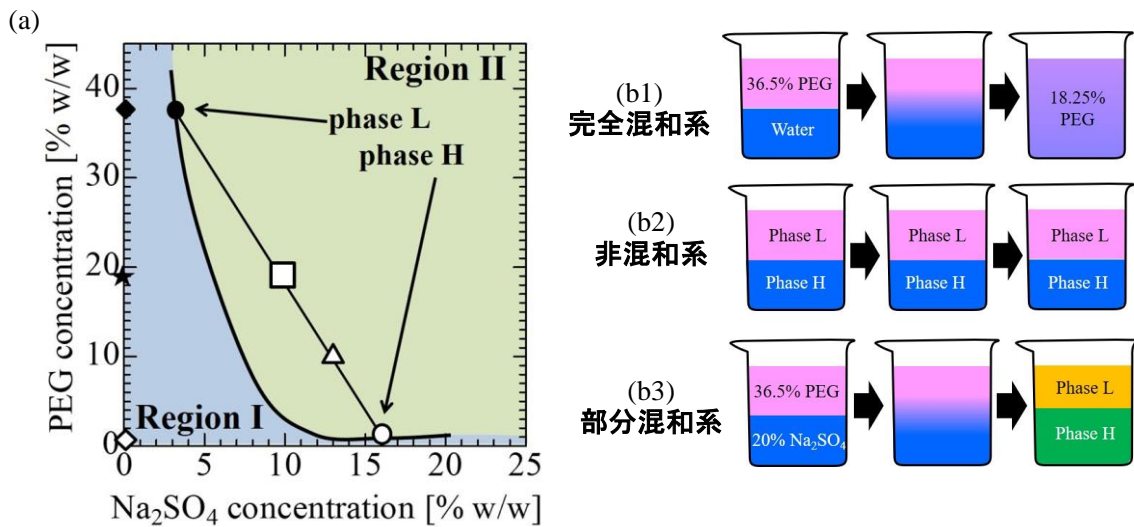 (a)
PEG concentration [% w/w]
40
30
20
10
0
0 5 10 15 20 25
Na₂SO₄ concentration [% w/w]
Region II
phase L
phase H
Region I
(b1)
完全混和系
36.5% PEG
Water
18.25%
PEG
(b2)
非混和系
Phase L
Phase H
Phase L
Phase H
Phase L
Phase H
(b3)
部分混和系
36.5% PEG
20% Na₂SO₄
Phase L
Phase H